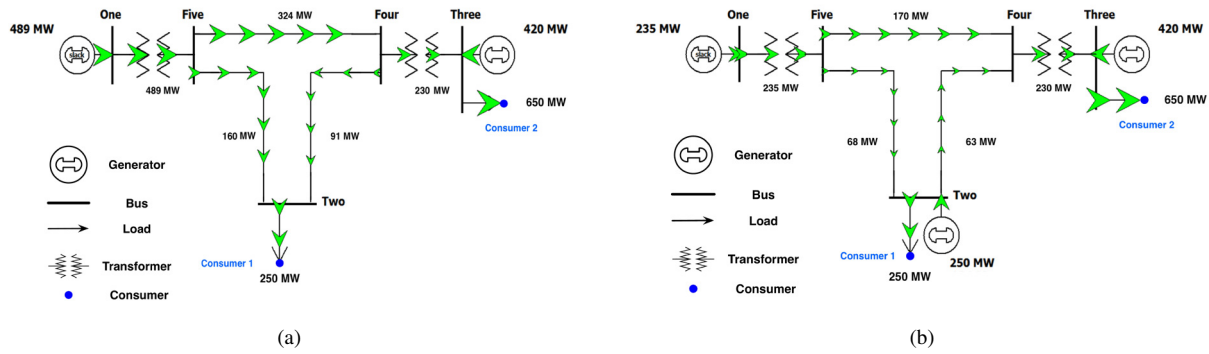 One
Five
324 MW
Four
Three
489 MW
420 MW
slack
489 MW
230 MW
650 MW
Consumer 2
160 MW
91 MW
Generator
Bus
Two
Load
Consumer 1
Transformer
250 MW
Consumer
(a)
One
Five
170 MW
Four
Three
235 MW
420 MW
slack
235 MW
230 MW
650 MW
Consumer 2
68 MW
63 MW
Generator
Bus
Two
Load
Consumer 1
Transformer
250 MW
250 MW
Consumer
(b)